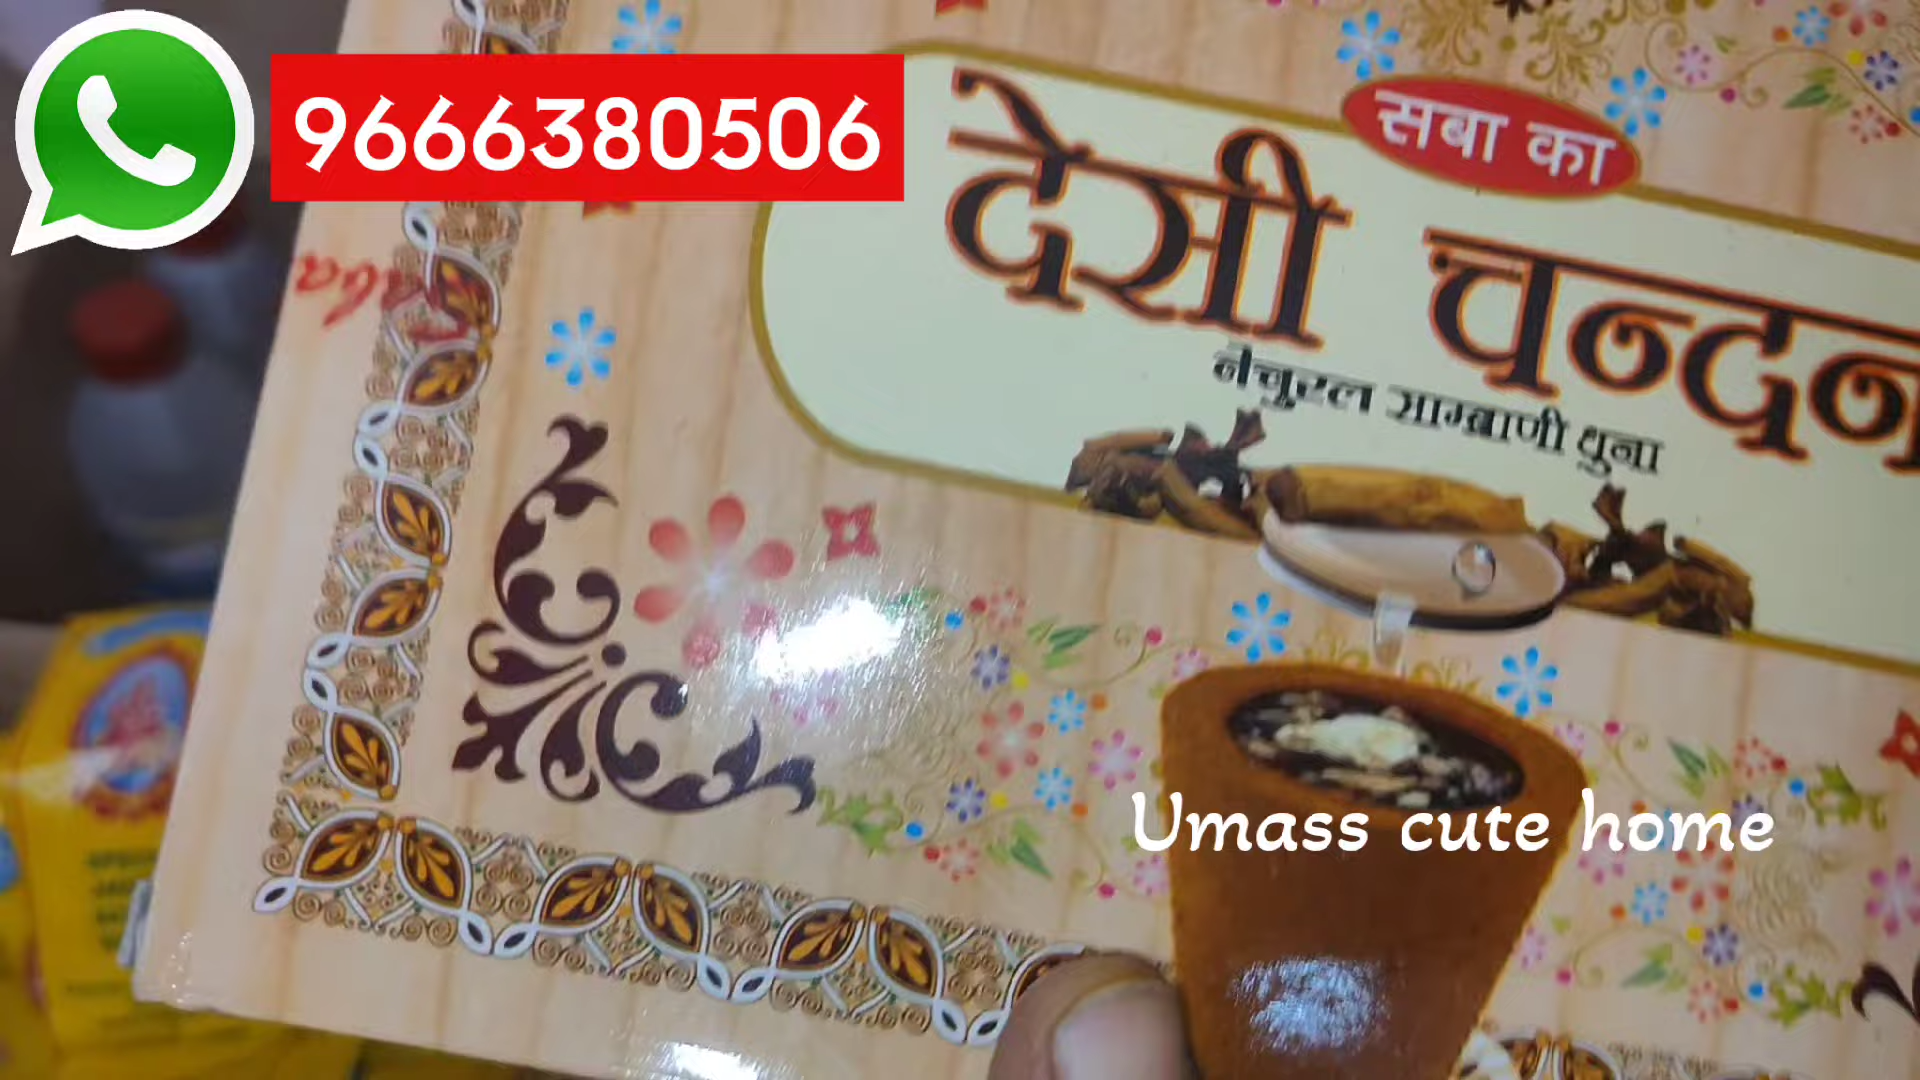 9666380506
सबा का
देसी चन्दन
नेचुरल साम्ब्राणी धुना
Umass cute home